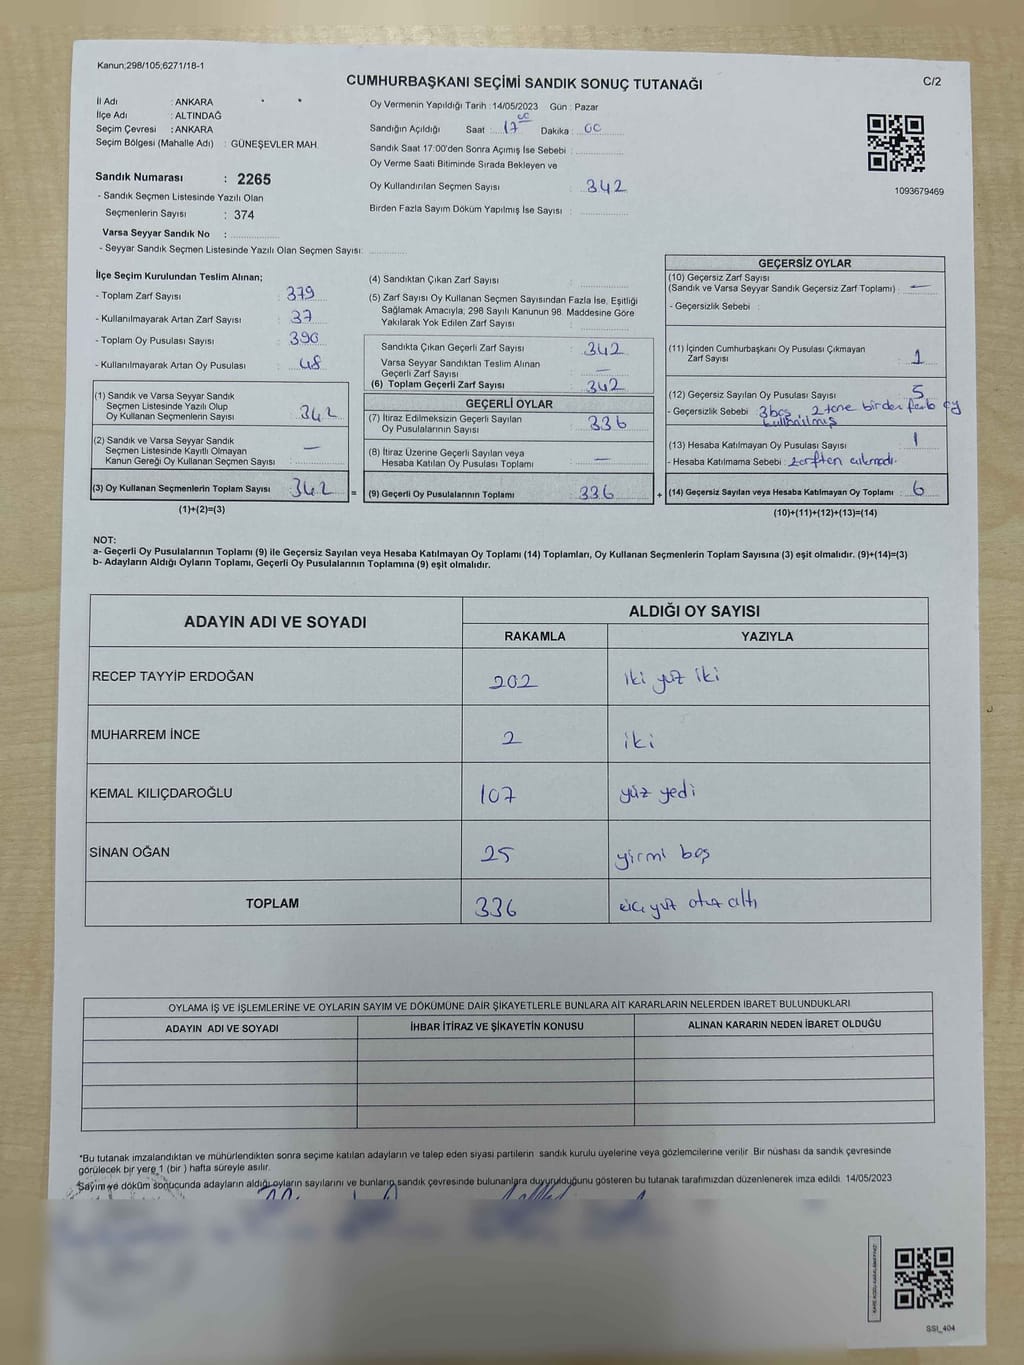 Kanun;298/105;6271/18-1
CUMHURBAŞKANI SEÇİMİ SANDIK SONUÇ TUTANAĞI
C/2
İl Adı : ANKARA
İlçe Adı : ALTINDAĞ
Seçim Çevresi : ANKARA
Seçim Bölgesi (Mahalle Adı) : GÜNEŞEVLER MAH.
Oy Vermenin Yapıldığı Tarih : 14/05/2023 Gün : Pazar
Sandığın Açıldığı Saat : 17 00 Dakika : 00
Sandık Saat 17:00'den Sonra Açımış İse Sebebi :
Oy Verme Saati Bitiminde Sırada Bekleyen ve
Oy Kullandırılan Seçmen Sayısı : 342
Birden Fazla Sayım Döküm Yapılmış İse Sayısı :
1093679469
Sandık Numarası : 2265
- Sandık Seçmen Listesinde Yazılı Olan
Seçmenlerin Sayısı : 374
Varsa Seyyar Sandık No :
- Seyyar Sandık Seçmen Listesinde Yazılı Olan Seçmen Sayısı:
İlçe Seçim Kurulundan Teslim Alınan;
- Toplam Zarf Sayısı : 379
- Kullanılmayarak Artan Zarf Sayısı : 37
- Toplam Oy Pusulası Sayısı : 390
- Kullanılmayarak Artan Oy Pusulası : 48
(1) Sandık ve Varsa Seyyar Sandık
Seçmen Listesinde Yazılı Olup
Oy Kullanan Seçmenlerin Sayısı : 342
(2) Sandık ve Varsa Seyyar Sandık
Seçmen Listesinde Kayıtlı Olmayan
Kanun Gereği Oy Kullanan Seçmen Sayısı : —
(3) Oy Kullanan Seçmenlerin Toplam Sayısı : 342
(1)+(2)=(3)
=
(4) Sandıktan Çıkan Zarf Sayısı :
(5) Zarf Sayısı Oy Kullanan Seçmen Sayısından Fazla İse, Eşitliği
Sağlamak Amacıyla; 298 Sayılı Kanunun 98. Maddesine Göre
Yakılarak Yok Edilen Zarf Sayısı :
Sandıkta Çıkan Geçerli Zarf Sayısı : 342
Varsa Seyyar Sandıktan Teslim Alınan
Geçerli Zarf Sayısı : —
(6) Toplam Geçerli Zarf Sayısı : 342
GEÇERLİ OYLAR
(7) İtiraz Edilmeksizin Geçerli Sayılan
Oy Pusulalarının Sayısı : 336
(8) İtiraz Üzerine Geçerli Sayılan veya
Hesaba Katılan Oy Pusulası Toplamı : —
(9) Geçerli Oy Pusulalarının Toplamı : 336
+
GEÇERSİZ OYLAR
(10) Geçersiz Zarf Sayısı
(Sandık ve Varsa Seyyar Sandık Geçersiz Zarf Toplamı) : —
- Geçersizlik Sebebi :
(11) İçinden Cumhurbaşkanı Oy Pusulası Çıkmayan
Zarf Sayısı : 1
(12) Geçersiz Sayılan Oy Pusulası Sayısı : 5
- Geçersizlik Sebebi : 3 boş 2 tane birden fazla oy
kullanılmış
(13) Hesaba Katılmayan Oy Pusulası Sayısı : 1
- Hesaba Katılmama Sebebi : zarften çıkmadı.
(14) Geçersiz Sayılan veya Hesaba Katılmayan Oy Toplamı : 6
(10)+(11)+(12)+(13)=(14)
NOT:
a- Geçerli Oy Pusulalarının Toplamı (9) ile Geçersiz Sayılan veya Hesaba Katılmayan Oy Toplamı (14) Toplamları, Oy Kullanan Seçmenlerin Toplam Sayısına (3) eşit olmalıdır. (9)+(14)=(3)
b- Adayların Aldığı Oyların Toplamı, Geçerli Oy Pusulalarının Toplamına (9) eşit olmalıdır.
ADAYIN ADI VE SOYADI
ALDIĞI OY SAYISI
RAKAMLA YAZIYLA
RECEP TAYYİP ERDOĞAN 202 iki yüz iki
MUHARREM İNCE 2 iki
KEMAL KILIÇDAROĞLU 107 yüz yedi
SİNAN OĞAN 25 yirmi beş
TOPLAM 336 üç yüz otuz altı
OYLAMA İŞ VE İŞLEMLERİNE VE OYLARIN SAYIM VE DÖKÜMÜNE DAİR ŞİKAYETLERLE BUNLARA AİT KARARLARIN NELERDEN İBARET BULUNDUKLARI
ADAYIN ADI VE SOYADI İHBAR İTİRAZ VE ŞİKAYETİN KONUSU ALINAN KARARIN NEDEN İBARET OLDUĞU
*Bu tutanak imzalandıktan ve mühürlendikten sonra seçime katılan adayların ve talep eden siyasi partilerin sandık kurulu üyelerine veya gözlemcilerine verilir. Bir nüshası da sandık çevresinde
görülecek bir yere 1 (bir ) hafta süreyle asılır.
Sayım ve döküm sonucunda adayların aldığı oyların sayılarını ve bunların sandık çevresinde bulunanlara duyurulduğunu gösteren bu tutanak tarafımızdan düzenlenerek imza edildi. 14/05/2023
SSI_404